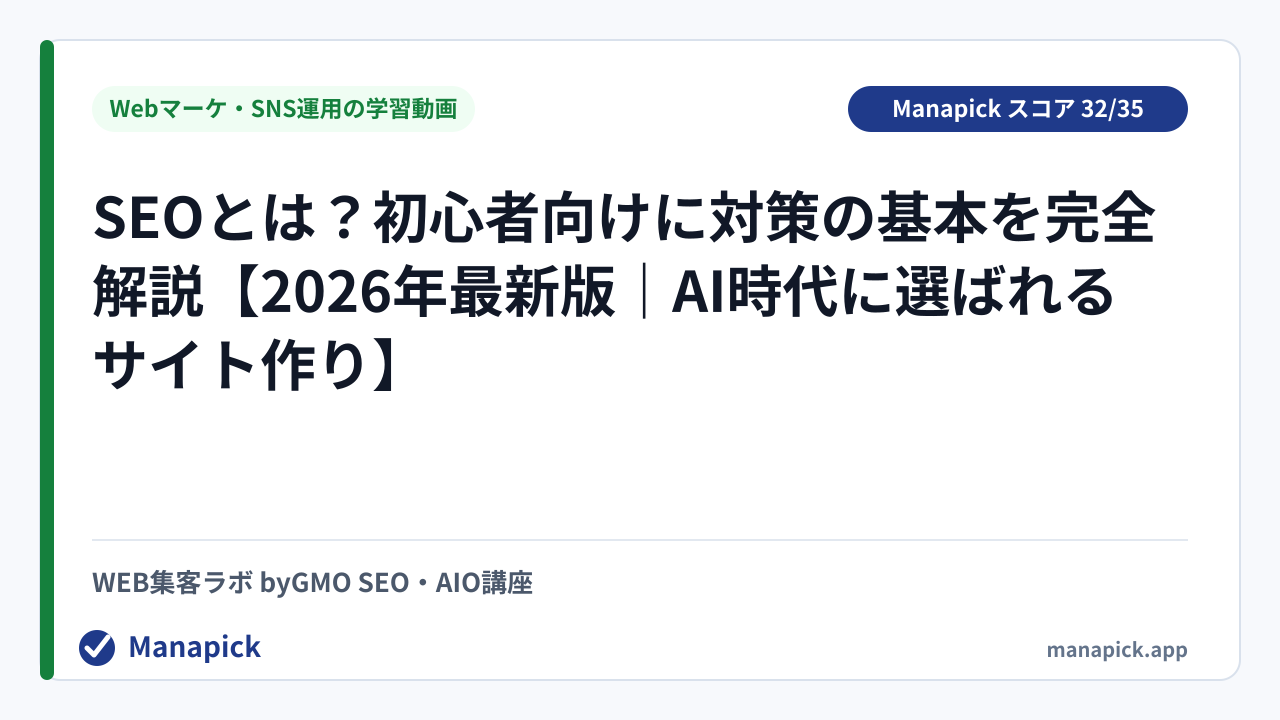 Webマーケ・SNS運用の学習動画
Manapick スコア 32/35
SEOとは？初心者向けに対策の基本を完全
解説【2026年最新版｜AI時代に選ばれる
サイト作り】
WEB集客ラボ byGMO SEO・AIO講座
Manapick
manapick.app